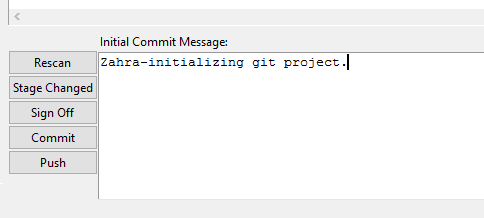 Initial Commit Message:
Rescan
Zahra-initializing git project.
Stage Changed
Sign Off
Commit
Push